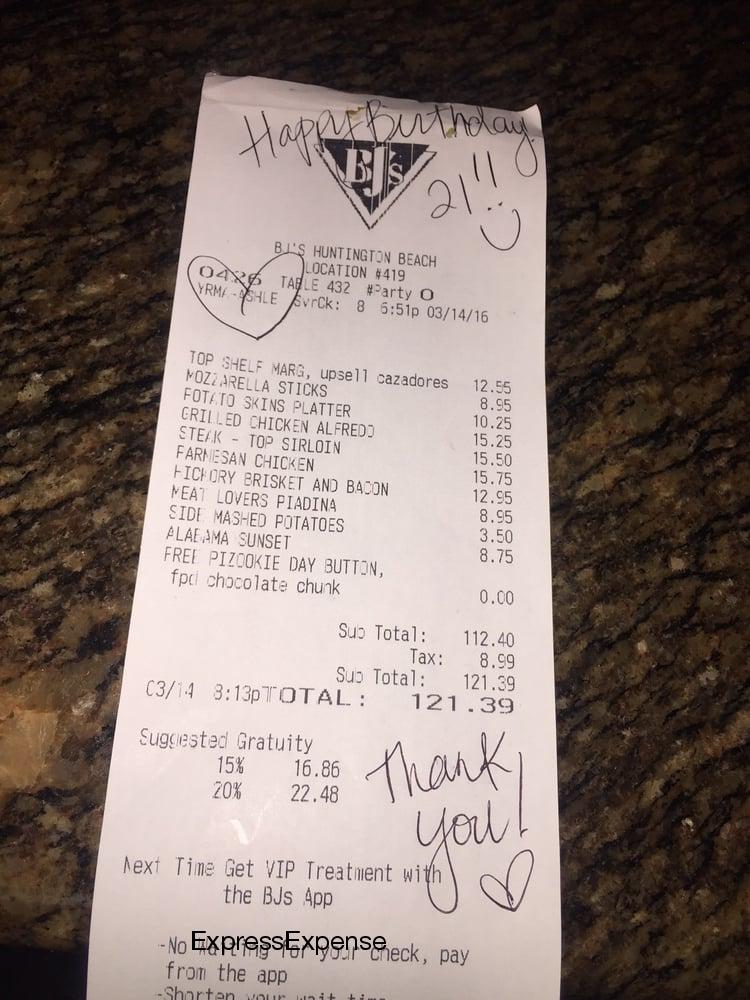 Happy Birthday
21!!
BJ's
BJ'S HUNTINGTON BEACH
LOCATION #419
0426 TABLE 432 #Party 0
YRMA-ASHLE SvrCk: 8 6:51p 03/14/16
TOP SHELF MARG, upsell cazadores 12.55
MOZZARELLA STICKS 8.95
POTATO SKINS PLATTER 10.25
GRILLED CHICKEN ALFREDO 15.25
STEAK - TOP SIRLOIN 15.50
PARMESAN CHICKEN 15.75
HICKORY BRISKET AND BACON 12.95
MEAT LOVERS PIADINA 8.95
SIDE MASHED POTATOES 3.50
ALABAMA SUNSET 8.75
FREE PIZOOKIE DAY BUTTON,
fpd chocolate chunk 0.00
Sub Total: 112.40
Tax: 8.99
Sub Total: 121.39
03/14 8:13pTOTAL: 121.39
Suggested Gratuity
15% 16.86
20% 22.48
Thank
you!
Next Time Get VIP Treatment with
the BJs App
-No Waiting for your check, pay
ExpressExpense
from the app
-Shorten your wait time